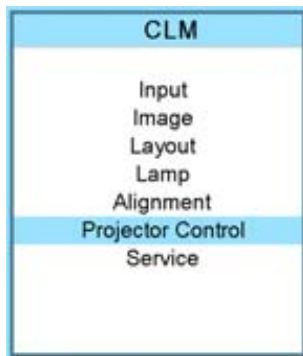 CLM
Input
Image
Layout
Lamp
Alignment
Projector Control
Service